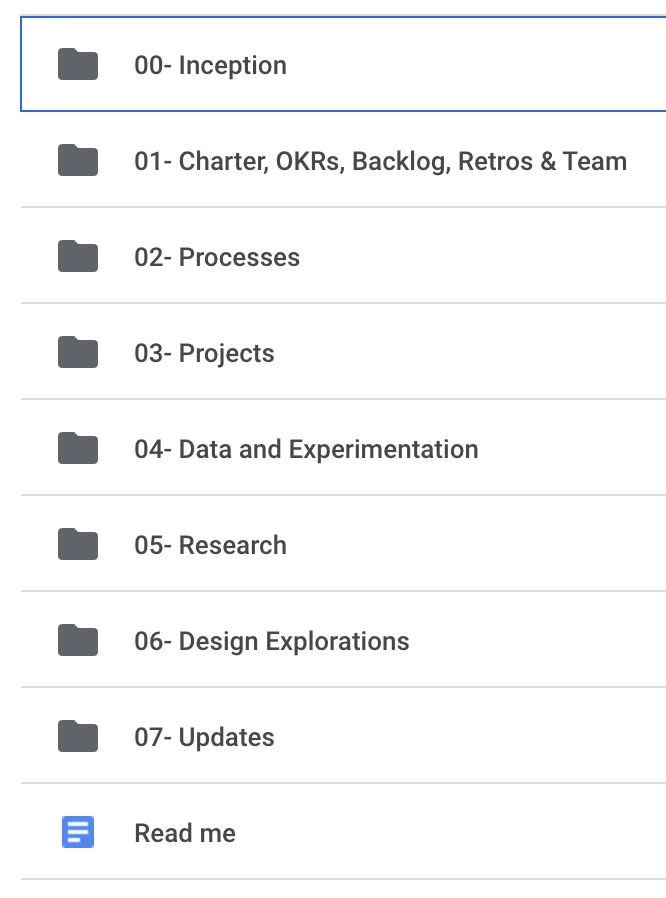 00- Inception
01- Charter, OKRs, Backlog, Retros & Team
02- Processes
03- Projects
04- Data and Experimentation
05- Research
06- Design Explorations
07- Updates
Read me